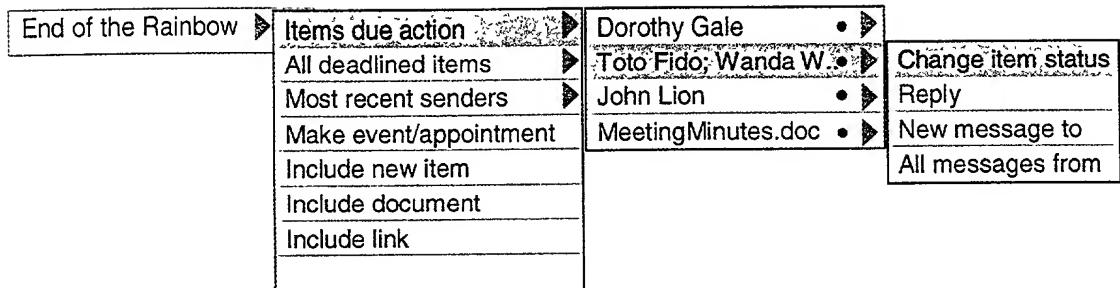 End of the Rainbow
Items due action
All deadlined items
Most recent senders
Make event/appointment
Include new item
Include document
Include link
Dorothy Gale
Toto Fido; Wanda W..
John Lion
MeetingMinutes.doc
Change item status
Reply
New message to
All messages from